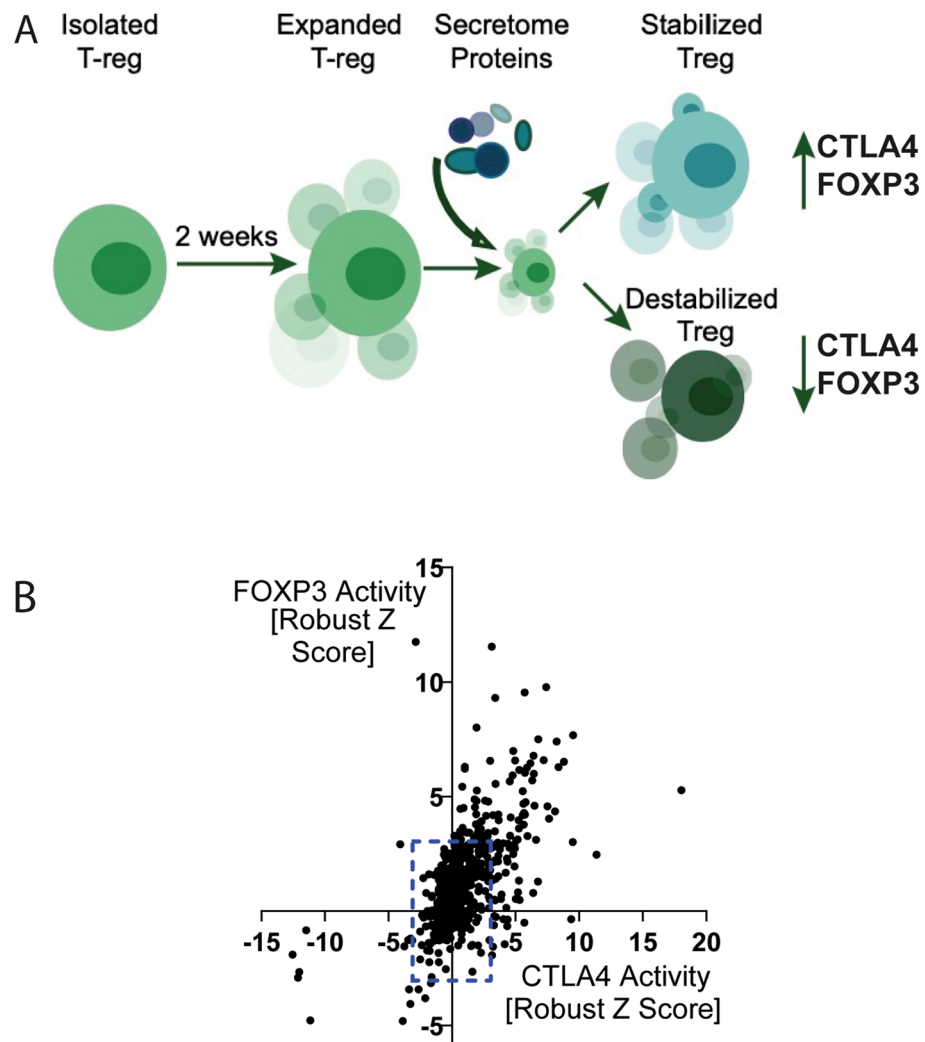 A
Isolated
T-reg
Expanded
T-reg
Secretome
Proteins
Stabilized
Treg
2 weeks
CTLA4
FOXP3
Destabilized
Treg
CTLA4
FOXP3
B
FOXP3 Activity
[Robust Z
Score]
15
10
5
-5
-15
-10
-5
5
10
15
20
CTLA4 Activity
[Robust Z Score]